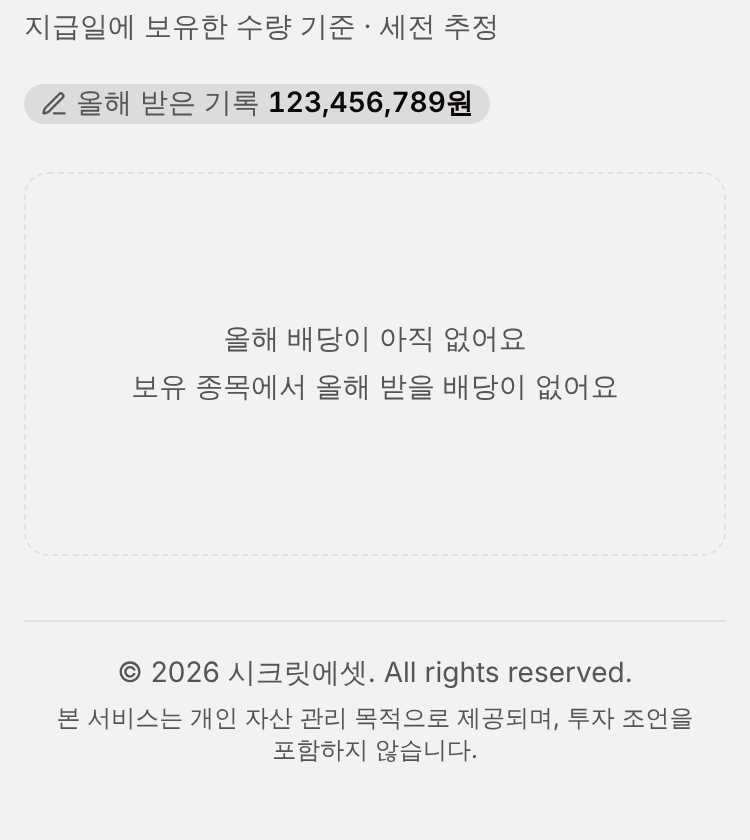 지급일에 보유한 수량 기준 · 세전 추정
올해 받은 기록 123,456,789원
올해 배당이 아직 없어요
보유 종목에서 올해 받을 배당이 없어요
© 2026 시크릿에셋. All rights reserved.
본 서비스는 개인 자산 관리 목적으로 제공되며, 투자 조언을
포함하지 않습니다.